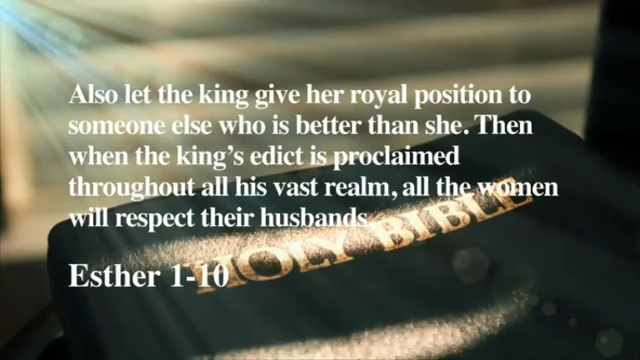 Also let the king give her royal position to
someone else who is better than she. Then
when the king’s edict is proclaimed
throughout all his vast realm, all the women
will respect their husbands.
HOLY BIBLE
Esther 1-10